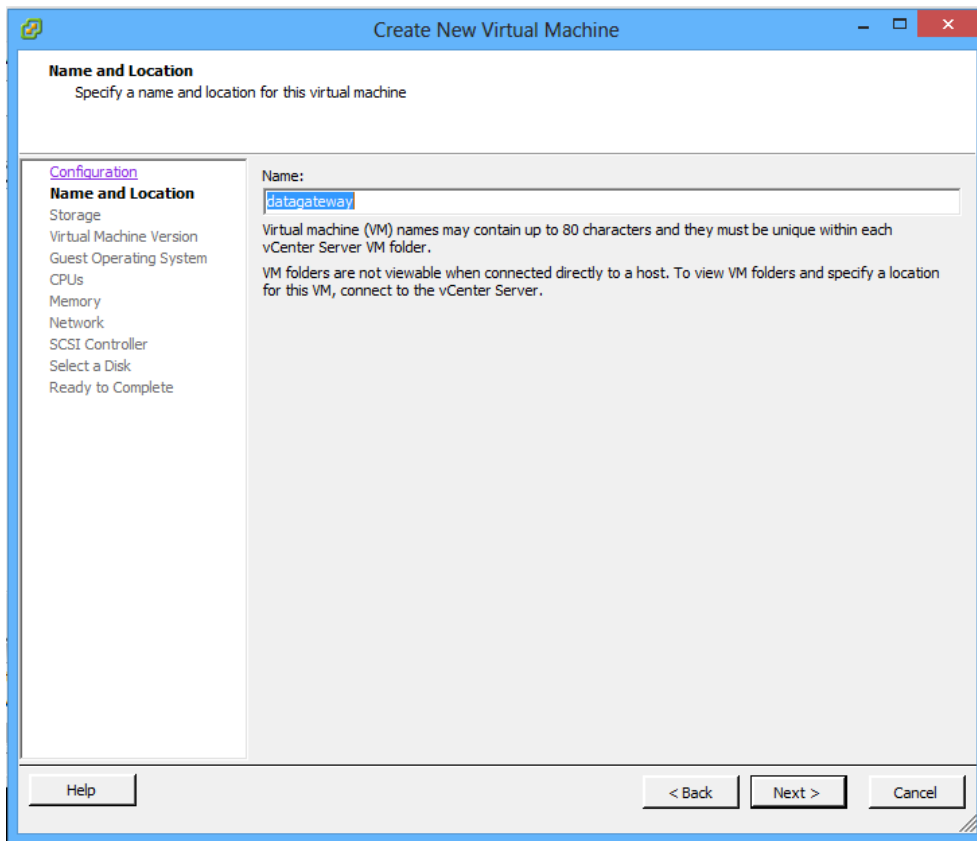 Create New Virtual Machine
Name and Location
Specify a name and location for this virtual machine
Configuration
Name and Location
Storage
Virtual Machine Version
Guest Operating System
CPUs
Memory
Network
SCSI Controller
Select a Disk
Ready to Complete
Name:
datagateway
Virtual machine (VM) names may contain up to 80 characters and they must be unique within each
vCenter Server VM folder.
VM folders are not viewable when connected directly to a host. To view VM folders and specify a location
for this VM, connect to the vCenter Server.
Help
< Back
Next >
Cancel